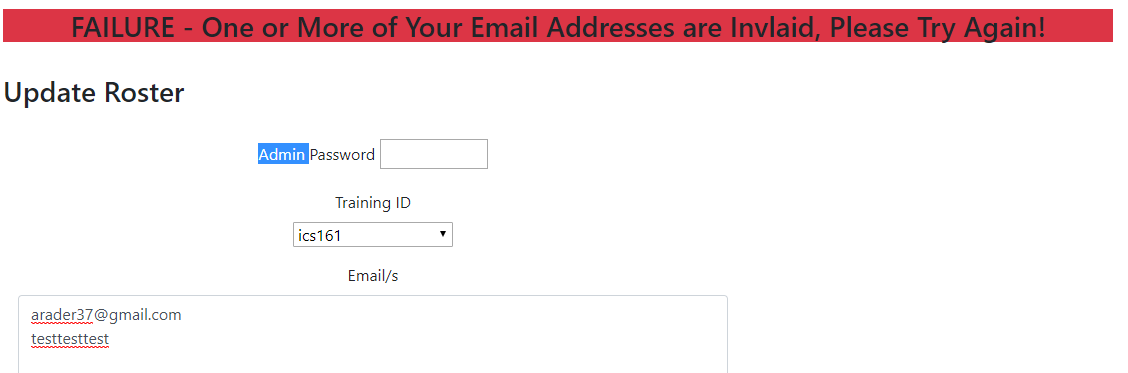 FAILURE - One or More of Your Email Addresses are Invlaid, Please Try Again!
Update Roster
Admin Password
Training ID
ics161
Email/s
arader37@gmail.com
testtesttest